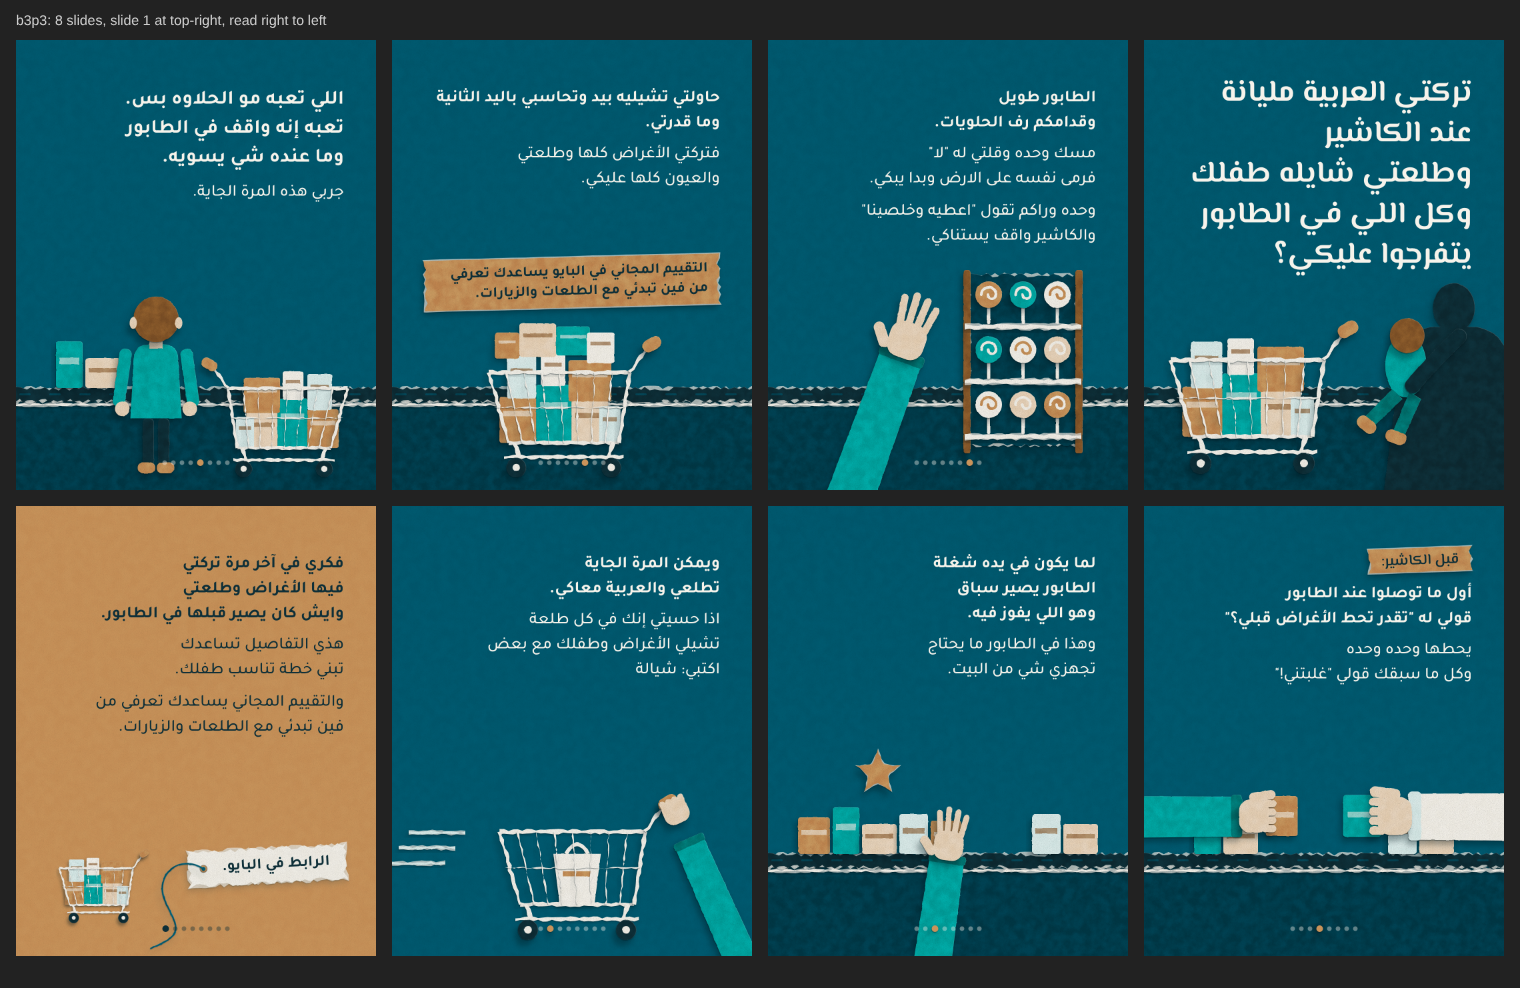 b3p3: 8 slides, slide 1 at top-right, read right to left
تركتي العربية مليانة
عند الكاشير
وطلعتي شايله طفلك
وكل اللي في الطابور
يتفرجوا عليكي؟
الطابور طويل
وقدامكم رف الحلويات.
مسك وحده وقلتي له "لا"
فرمى نفسه على الارض وبدا يبكي.
وحده وراكم تقول "اعطيه وخلصينا"
والكاشير واقف يستناكي.
حاولتي تشيليه بيد وتحاسبي باليد الثانية
وما قدرتي.
فتركتي الأغراض كلها وطلعتي
والعيون كلها عليكي.
التقييم المجاني في البايو يساعدك تعرفي
من فين تبدئي مع الطلعات والزيارات.
اللي تعبه مو الحلاوه بس.
تعبه إنه واقف في الطابور
وما عنده شي يسويه.
جربي هذه المرة الجاية.
قبل الكاشير:
أول ما توصلوا عند الطابور
قولي له "تقدر تحط الأغراض قبلي؟"
يحطها وحده وحده
وكل ما سبقك قولي "غلبتني!"
لما يكون في يده شغلة
الطابور يصير سباق
وهو اللي يفوز فيه.
وهذا في الطابور ما يحتاج
تجهزي شي من البيت.
ويمكن المرة الجاية
تطلعي والعربية معاكي.
اذا حسيتي إنك في كل طلعة
تشيلي الأغراض وطفلك مع بعض
اكتبي: شيالة
فكري في آخر مرة تركتي
فيها الأغراض وطلعتي
وايش كان يصير قبلها في الطابور.
هذي التفاصيل تساعدك
تبني خطة تناسب طفلك.
والتقييم المجاني يساعدك تعرفي من
فين تبدئي مع الطلعات والزيارات.
الرابط في البايو.